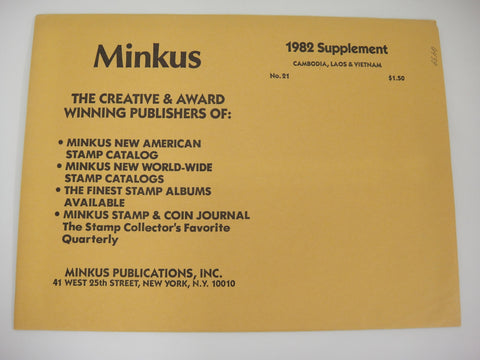 Minkus
1982 Supplement
CAMBODIA, LAOS & VIETNAM
No.21
$1.50
THE CREATIVE & AWARD
WINNING PUBLISHERS OF:
• MINKUS NEW AMERICAN
STAMP CATALOG
• MINKUS NEW WORLD-WIDE
STAMP CATALOGS
• THE FINEST STAMP ALBUMS
AVAILABLE
• MINKUS STAMP & COIN JOURNAL
The Stamp Collector's Favorite
Quarterly
MINKUS PUBLICATIONS, INC.
41 WEST 25th STREET, NEW YORK, N.Y. 10010